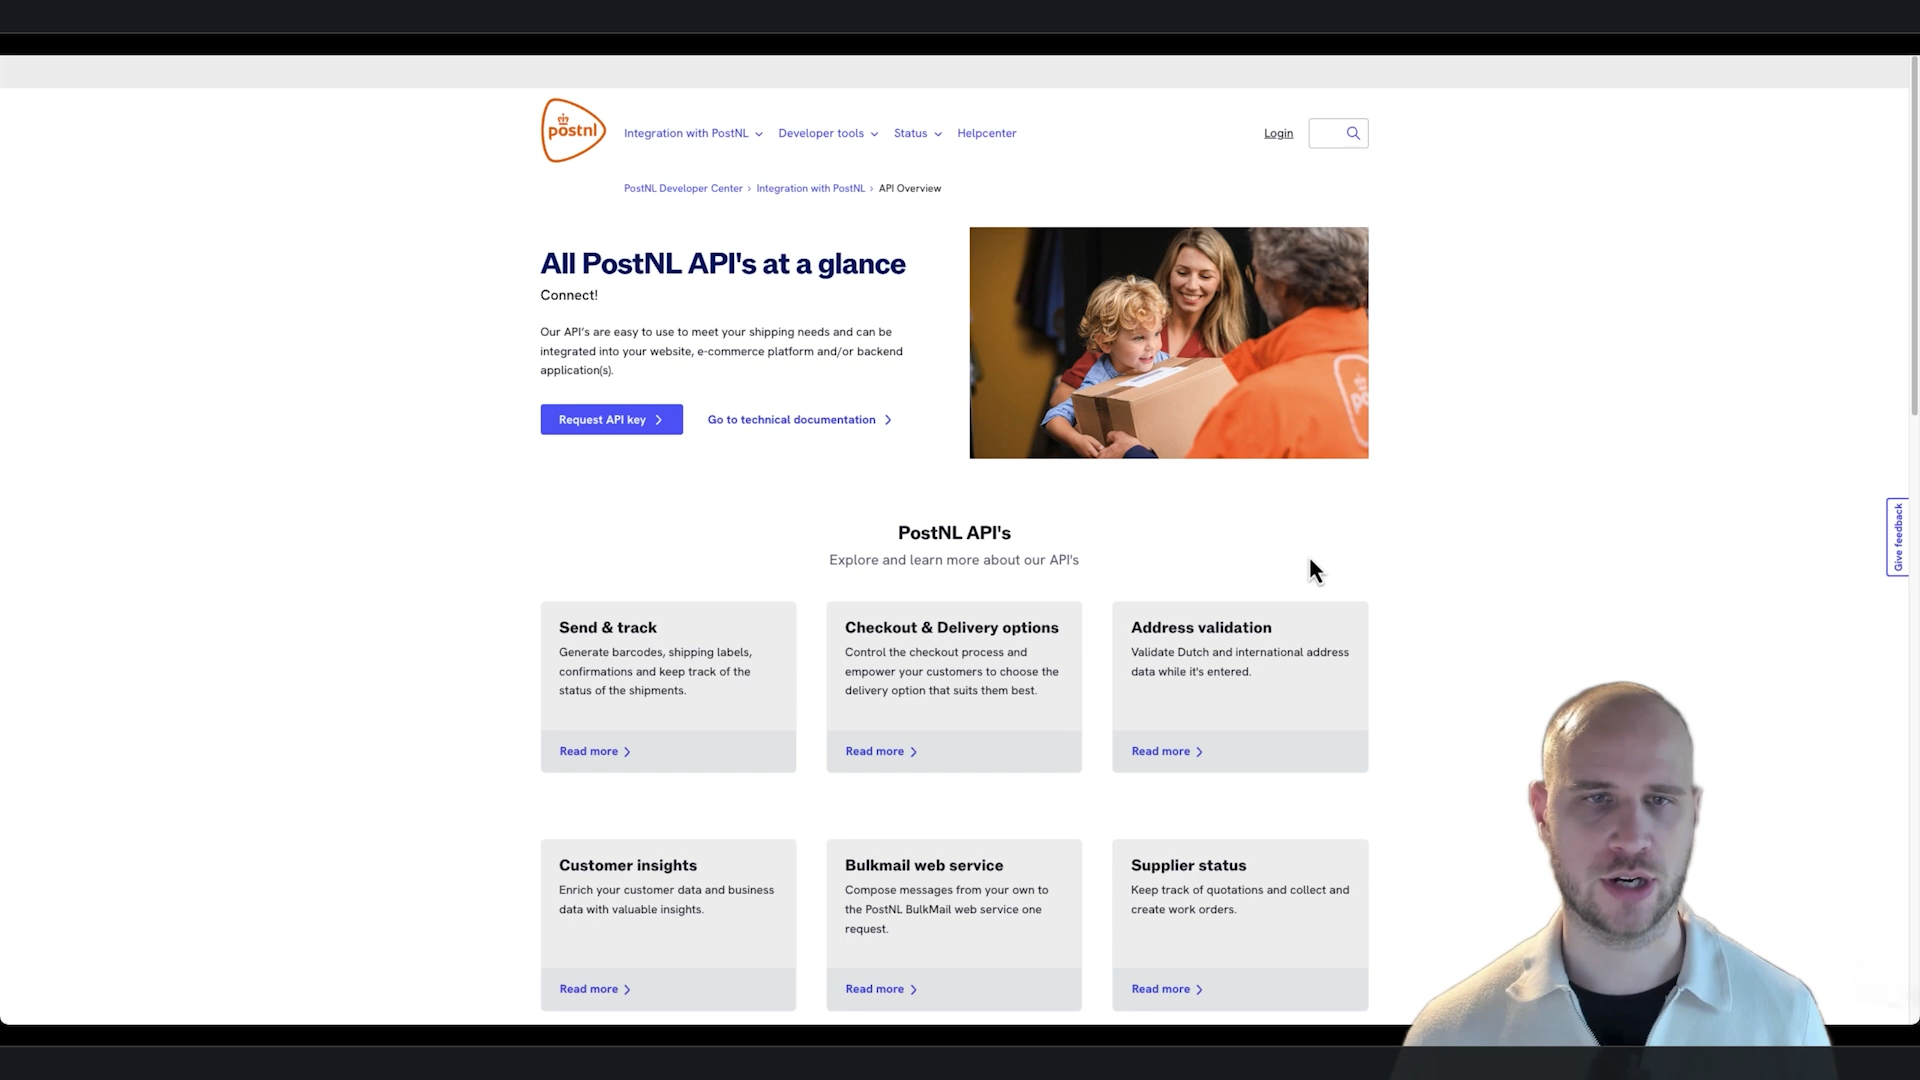 postnl
Integration with PostNL
Developer tools
Status
Helpcenter
Login
PostNL Developer Center › Integration with PostNL › API Overview
All PostNL API's at a glance
Connect!
Our API’s are easy to use to meet your shipping needs and can be
integrated into your website, e-commerce platform and/or backend
application(s).
Request API key
Go to technical documentation
Give feedback
PostNL API's
Explore and learn more about our API's
Send & track
Generate barcodes, shipping labels,
confirmations and keep track of the
status of the shipments.
Read more
Checkout & Delivery options
Control the checkout process and
empower your customers to choose the
delivery option that suits them best.
Read more
Address validation
Validate Dutch and international address
data while it's entered.
Read more
Customer insights
Enrich your customer data and business
data with valuable insights.
Read more
Bulkmail web service
Compose messages from your own to
the PostNL BulkMail web service one
request.
Read more
Supplier status
Keep track of quotations and collect and
create work orders.
Read more